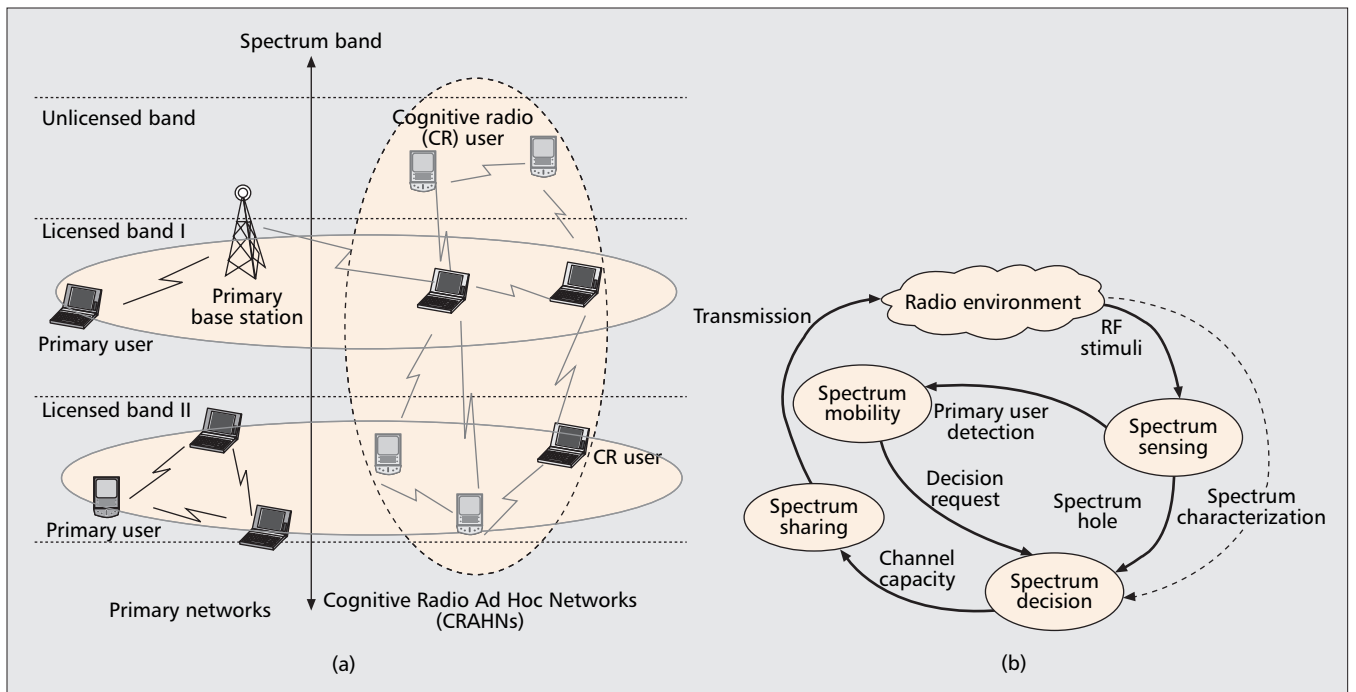 Spectrum band
Unlicensed band
Cognitive radio
(CR) user
Licensed band I
Primary
base station
Primary user
Licensed band II
CR user
Primary user
Primary networks
Cognitive Radio Ad Hoc Networks
(CRAHNs)
(a)
Radio environment
Transmission
RF
stimuli
Spectrum
mobility
Primary user
detection
Spectrum
sensing
Decision
request
Spectrum
hole
Spectrum
characterization
Spectrum
sharing
Channel
capacity
Spectrum
decision
(b)